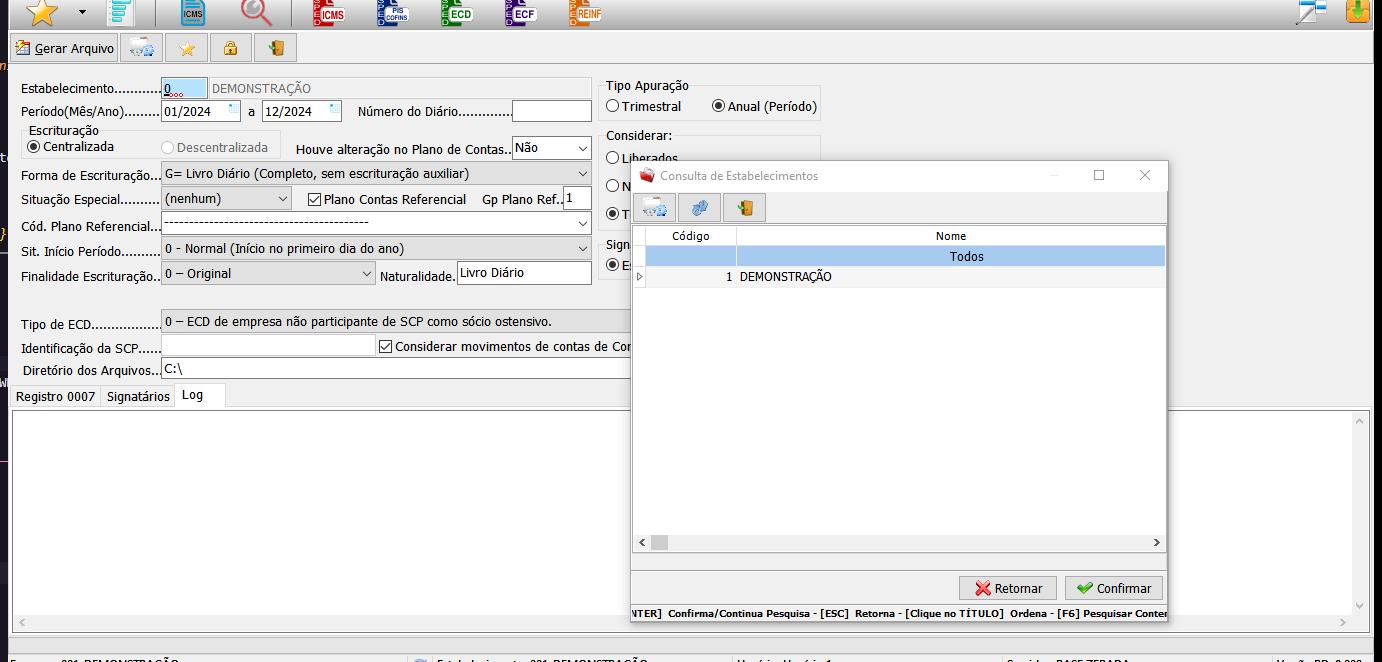 ICMS ICMS PIS COFINS ECD ECF REINF
Gerar Arquivo
Estabelecimento............ 0 DEMONSTRAÇÃO
Período(Mês/Ano)......... 01/2024 a 12/2024 Número do Diário..............
Escrituração
Centralizada Descentralizada Houve alteração no Plano de Contas.. Não
Forma de Escrituração... G= Livro Diário (Completo, sem escrituração auxiliar)
Situação Especial.......... (nenhum) Plano Contas Referencial Gp Plano Ref.. 1
Cód. Plano Referencial... -----------------------------------------
Sit. Início Período.......... 0 - Normal (Início no primeiro dia do ano)
Finalidade Escrituração.. 0 – Original Naturalidade. Livro Diário
Tipo de ECD.................. 0 – ECD de empresa não participante de SCP como sócio ostensivo.
Identificação da SCP...... Considerar movimentos de contas de
Diretório dos Arquivos... C:\
Tipo Apuração
Trimestral Anual (Período)
Considerar:
Liberados
Registro 0007 Signatários Log
Consulta de Estabelecimentos
Código Nome
Todos
1 DEMONSTRAÇÃO
Retornar Confirmar
NTER] Confirma/Continua Pesquisa - [ESC] Retorna - [Clique no TÍTULO] Ordena - [F6] Pesquisar
001-DEMONSTRAÇÃO Estabelecimento: 001-DEMONSTRAÇÃO